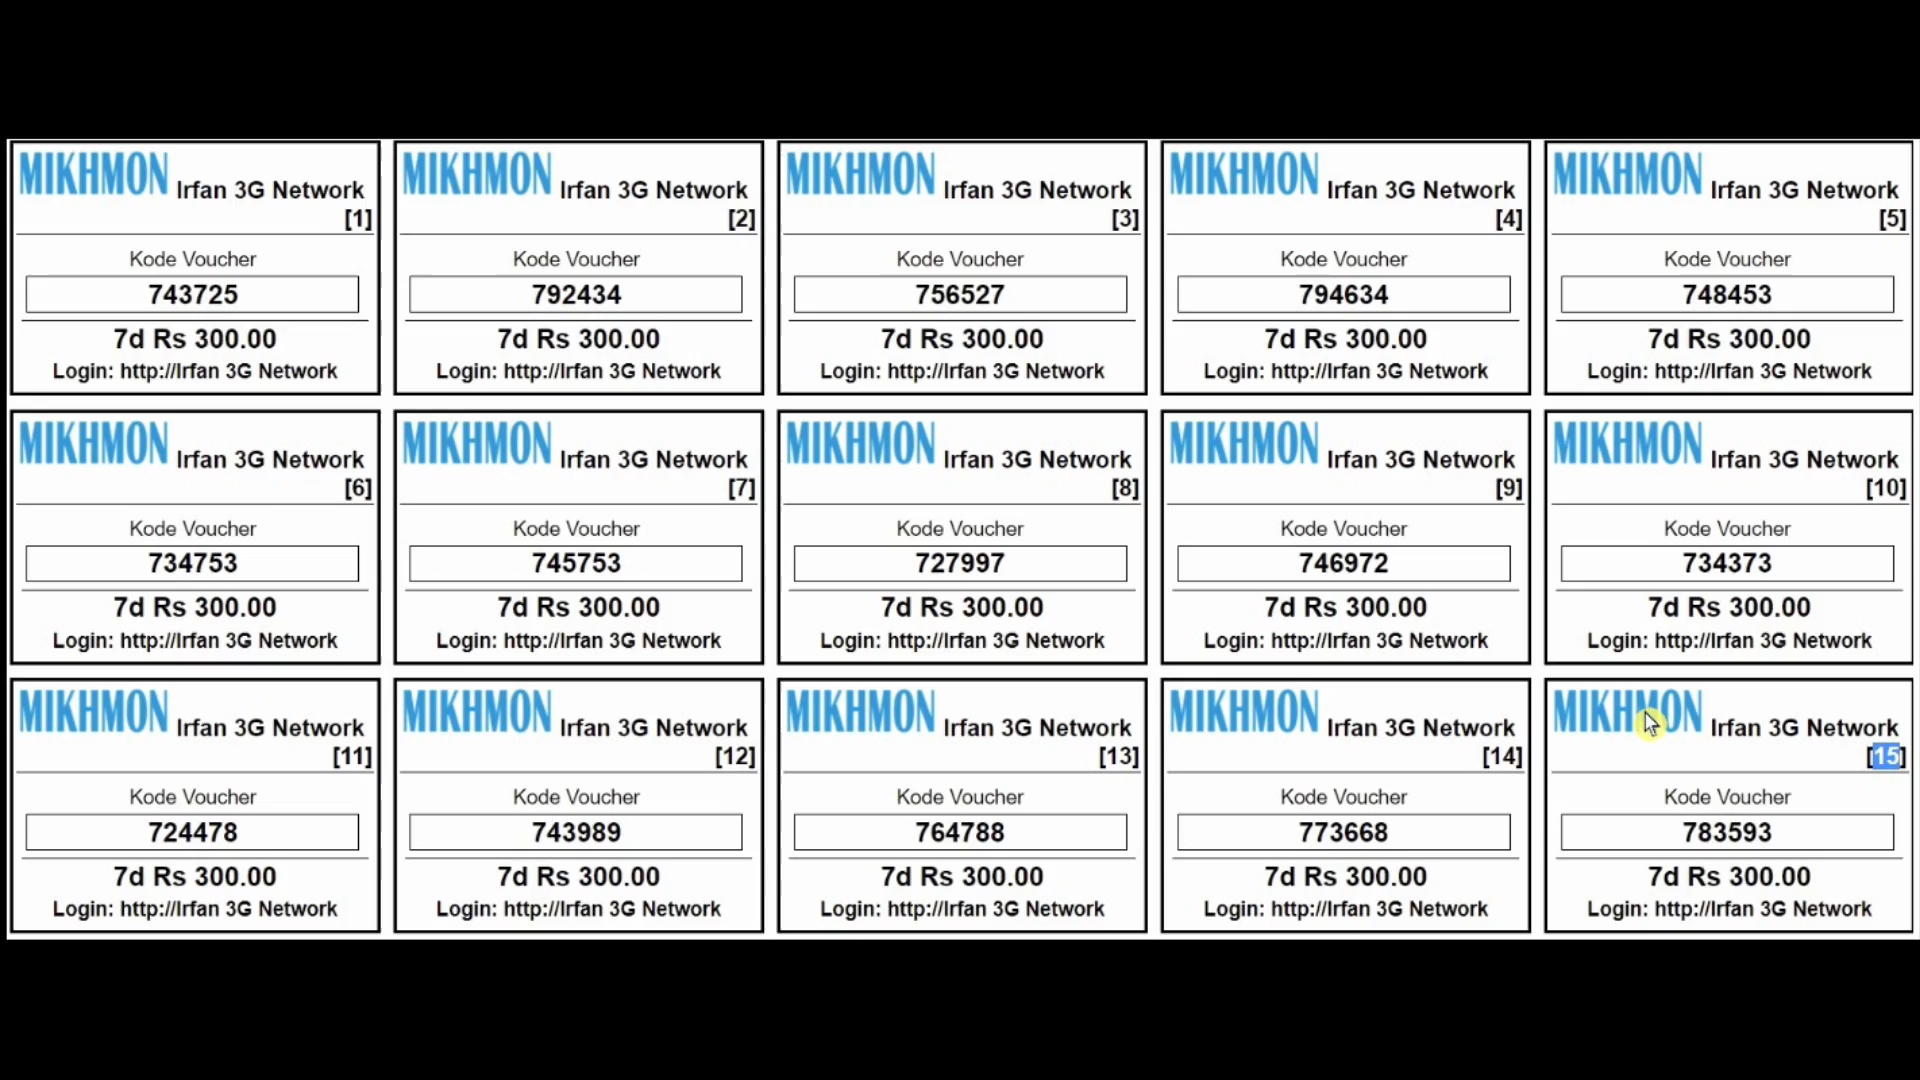 MIKHMON Irfan 3G Network
[1]
Kode Voucher
743725
7d Rs 300.00
Login: http://Irfan 3G Network
MIKHMON Irfan 3G Network
[2]
Kode Voucher
792434
7d Rs 300.00
Login: http://Irfan 3G Network
MIKHMON Irfan 3G Network
[3]
Kode Voucher
756527
7d Rs 300.00
Login: http://Irfan 3G Network
MIKHMON Irfan 3G Network
[4]
Kode Voucher
794634
7d Rs 300.00
Login: http://Irfan 3G Network
MIKHMON Irfan 3G Network
[5]
Kode Voucher
748453
7d Rs 300.00
Login: http://Irfan 3G Network
MIKHMON Irfan 3G Network
[6]
Kode Voucher
734753
7d Rs 300.00
Login: http://Irfan 3G Network
MIKHMON Irfan 3G Network
[7]
Kode Voucher
745753
7d Rs 300.00
Login: http://Irfan 3G Network
MIKHMON Irfan 3G Network
[8]
Kode Voucher
727997
7d Rs 300.00
Login: http://Irfan 3G Network
MIKHMON Irfan 3G Network
[9]
Kode Voucher
746972
7d Rs 300.00
Login: http://Irfan 3G Network
MIKHMON Irfan 3G Network
[10]
Kode Voucher
734373
7d Rs 300.00
Login: http://Irfan 3G Network
MIKHMON Irfan 3G Network
[11]
Kode Voucher
724478
7d Rs 300.00
Login: http://Irfan 3G Network
MIKHMON Irfan 3G Network
[12]
Kode Voucher
743989
7d Rs 300.00
Login: http://Irfan 3G Network
MIKHMON Irfan 3G Network
[13]
Kode Voucher
764788
7d Rs 300.00
Login: http://Irfan 3G Network
MIKHMON Irfan 3G Network
[14]
Kode Voucher
773668
7d Rs 300.00
Login: http://Irfan 3G Network
MIKHMON Irfan 3G Network
[15]
Kode Voucher
783593
7d Rs 300.00
Login: http://Irfan 3G Network